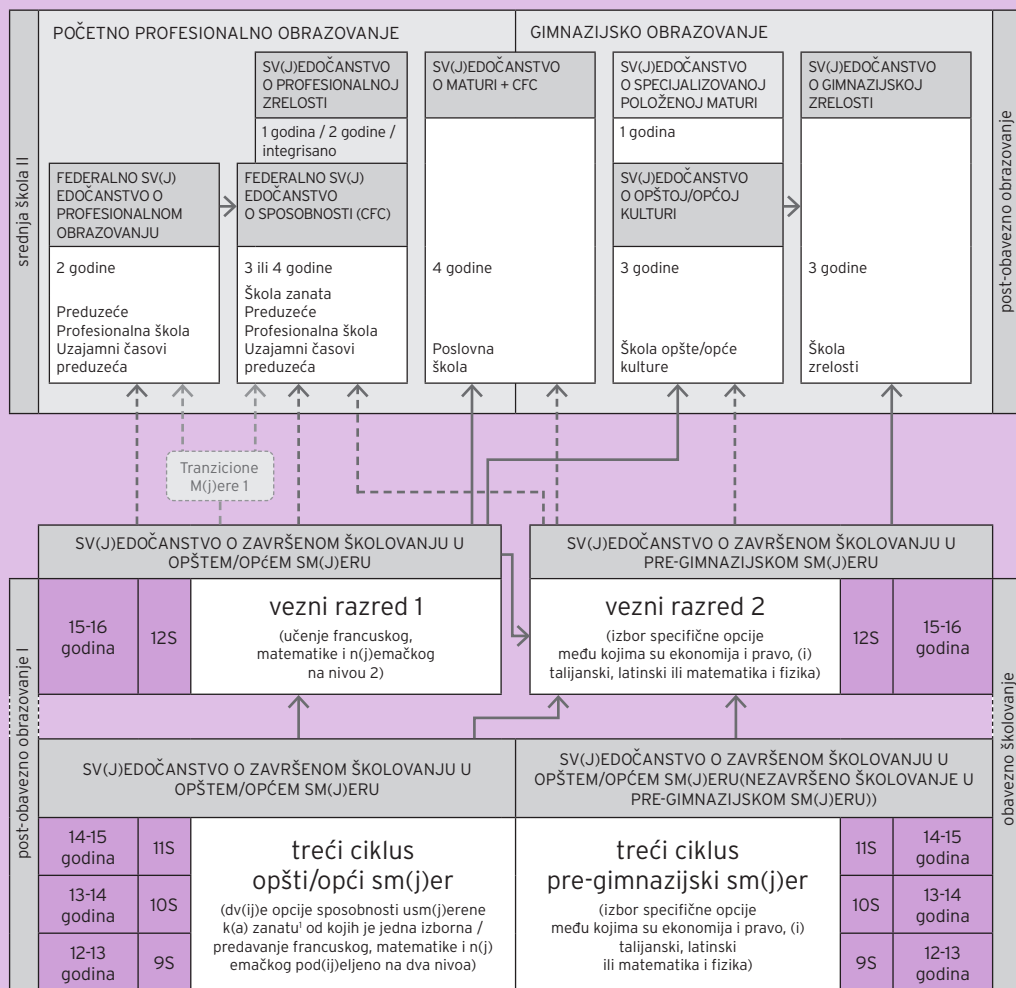 POČETNO PROFESIONALNO OBRAZOVANJE
GIMNAZIJSKO OBRAZOVANJE
srednja škola II
post-obavezno obrazovanje
SV(J)EDOČANSTVO
O PROFESIONALNOJ
ZRELOSTI
1 godina / 2 godine /
integrisano
SV(J)EDOČANSTVO
O MATURI + CFC
SV(J)EDOČANSTVO
O SPECIJALIZOVANOJ
POLOŽENOJ MATURI
1 godina
SV(J)EDOČANSTVO
O GIMNAZIJSKOJ
ZRELOSTI
FEDERALNO SV(J)
EDOČANSTVO O
PROFESIONALNOM
OBRAZOVANJU
FEDERALNO SV(J)
EDOČANSTVO
O SPOSOBNOSTI (CFC)
SV(J)EDOČANSTVO
O OPŠTOJ/OPĆOJ
KULTURI
2 godine
Preduzeće
Profesionalna škola
Uzajamni časovi
preduzeća
3 ili 4 godine
Škola zanata
Preduzeće
Profesionalna škola
Uzajamni časovi
preduzeća
4 godine
Poslovna
škola
3 godine
Škola opšte/opće
kulture
3 godine
Škola
zrelosti
Tranzicione
M(j)ere 1
SV(J)EDOČANSTVO O ZAVRŠENOM ŠKOLOVANJU U
OPŠTEM/OPćEM SM(J)ERU
SV(J)EDOČANSTVO O ZAVRŠENOM ŠKOLOVANJU U
PRE-GIMNAZIJSKOM SM(J)ERU
post-obavezno obrazovanje I
obavezno školovanje
15-16
godina
12S
vezni razred 1
(učenje francuskog,
matematike i n(j)emačkog
na nivou 2)
vezni razred 2
(izbor specifične opcije
među kojima su ekonomija i pravo, (i)
talijanski, latinski ili matematika i fizika)
12S
15-16
godina
SV(J)EDOČANSTVO O ZAVRŠENOM ŠKOLOVANJU U
OPŠTEM/OPĆEM SM(J)ERU
SV(J)EDOČANSTVO O ZAVRŠENOM ŠKOLOVANJU U
OPŠTEM/OPĆEM SM(J)ERU(NEZAVRŠENO ŠKOLOVANJE U
PRE-GIMNAZIJSKOM SM(J)ERU))
14-15
godina
11S
13-14
godina
10S
12-13
godina
9S
treći ciklus
opšti/opći sm(j)er
(dv(ij)e opcije sposobnosti usm(j)erene
k(a) zanatu¹ od kojih je jedna izborna /
predavanje francuskog, matematike i n(j)
emačkog pod(ij)eljeno na dva nivoa)
treći ciklus
pre-gimnazijski sm(j)er
(izbor specifične opcije
među kojima su ekonomija i pravo, (i)
talijanski, latinski
ili matematika i fizika)
11S
14-15
godina
10S
13-14
godina
9S
12-13
godina